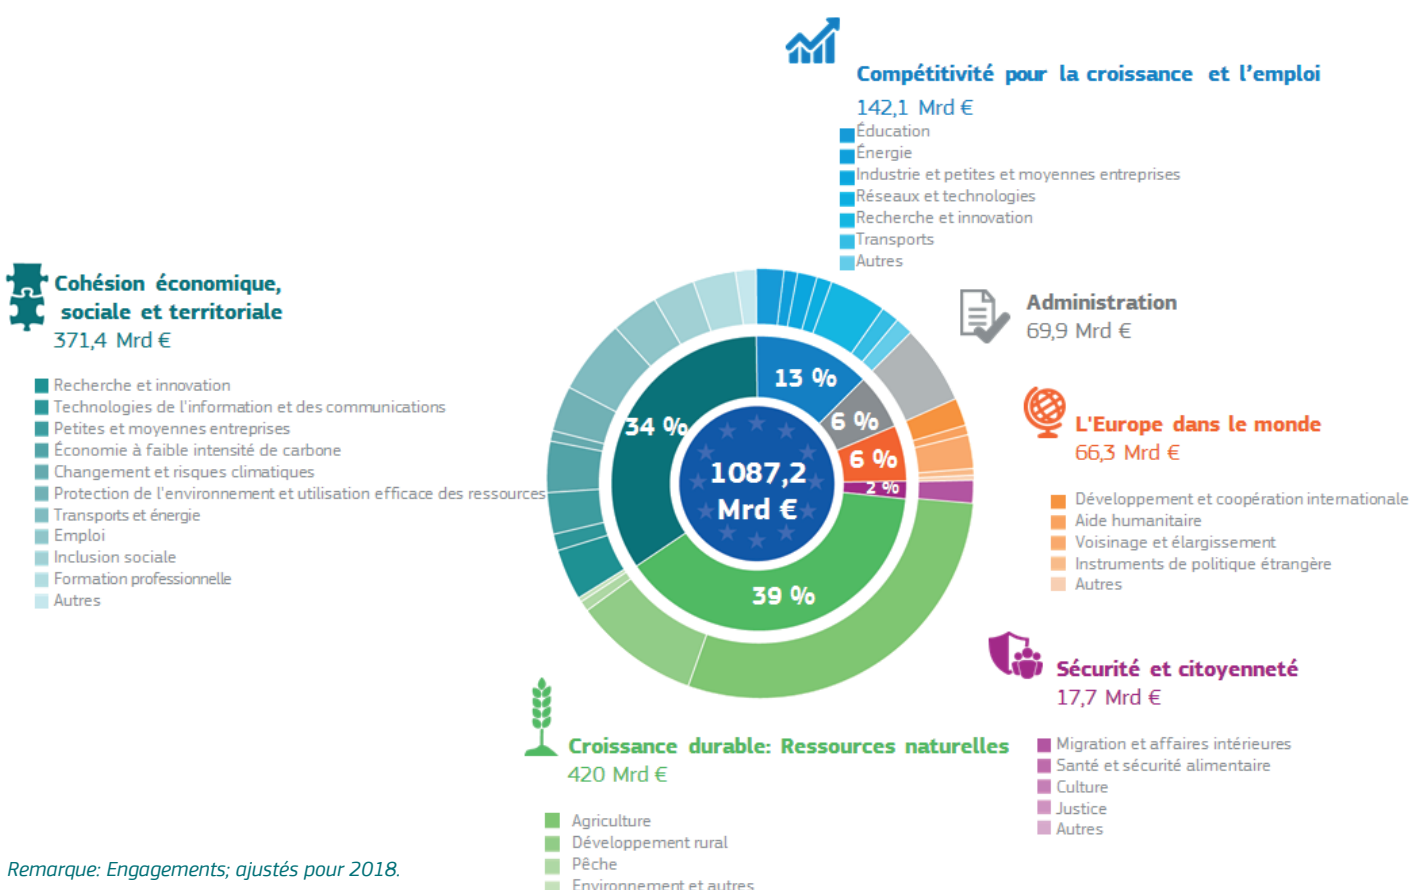 Compétitivité pour la croissance et l'emploi
142,1 Mrd €
Éducation
Énergie
Industrie et petites et moyennes entreprises
Réseaux et technologies
Recherche et innovation
Transports
Autres
Cohésion économique,
sociale et territoriale
371,4 Mrd €
Recherche et innovation
Technologies de l'information et des communications
Petites et moyennes entreprises
Économie à faible intensité de carbone
Changement et risques climatiques
Protection de l'environnement et utilisation efficace des ressources
Transports et énergie
Emploi
Inclusion sociale
Formation professionnelle
Autres
13 %
6 %
6 %
2 %
39 %
34 %
1087,2
Mrd €
Administration
69,9 Mrd €
L'Europe dans le monde
66,3 Mrd €
Développement et coopération internationale
Aide humanitaire
Voisinage et élargissement
Instruments de politique étrangère
Autres
Sécurité et citoyenneté
17,7 Mrd €
Migration et affaires intérieures
Santé et sécurité alimentaire
Culture
Justice
Autres
Croissance durable: Ressources naturelles
420 Mrd €
Agriculture
Développement rural
Pêche
Environnement et autres
Remarque: Engagements; ajustés pour 2018.